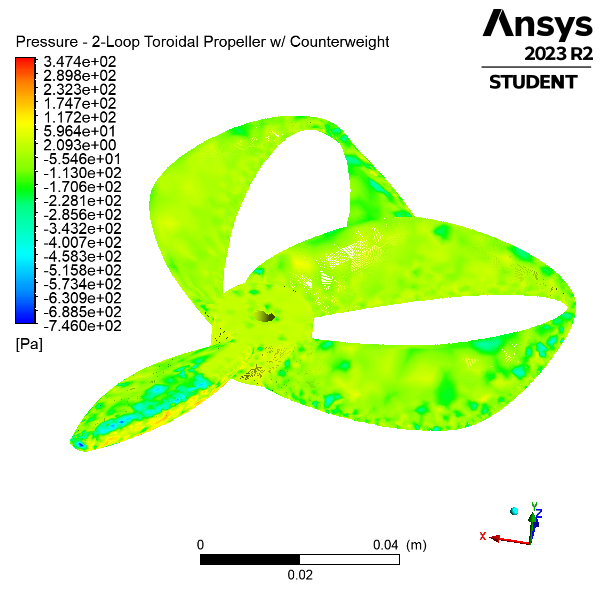 Ansys
2023 R2
STUDENT
Pressure - 2-Loop Toroidal Propeller w/ Counterweight
3.474e+02
2.898e+02
2.323e+02
1.747e+02
1.172e+02
5.964e+01
2.093e+00
-5.546e+01
-1.130e+02
-1.706e+02
-2.281e+02
-2.856e+02
-3.432e+02
-4.007e+02
-4.583e+02
-5.158e+02
-5.734e+02
-6.309e+02
-6.885e+02
-7.460e+02
[Pa]
Y
Z
X
0 0.04 (m)
0.02